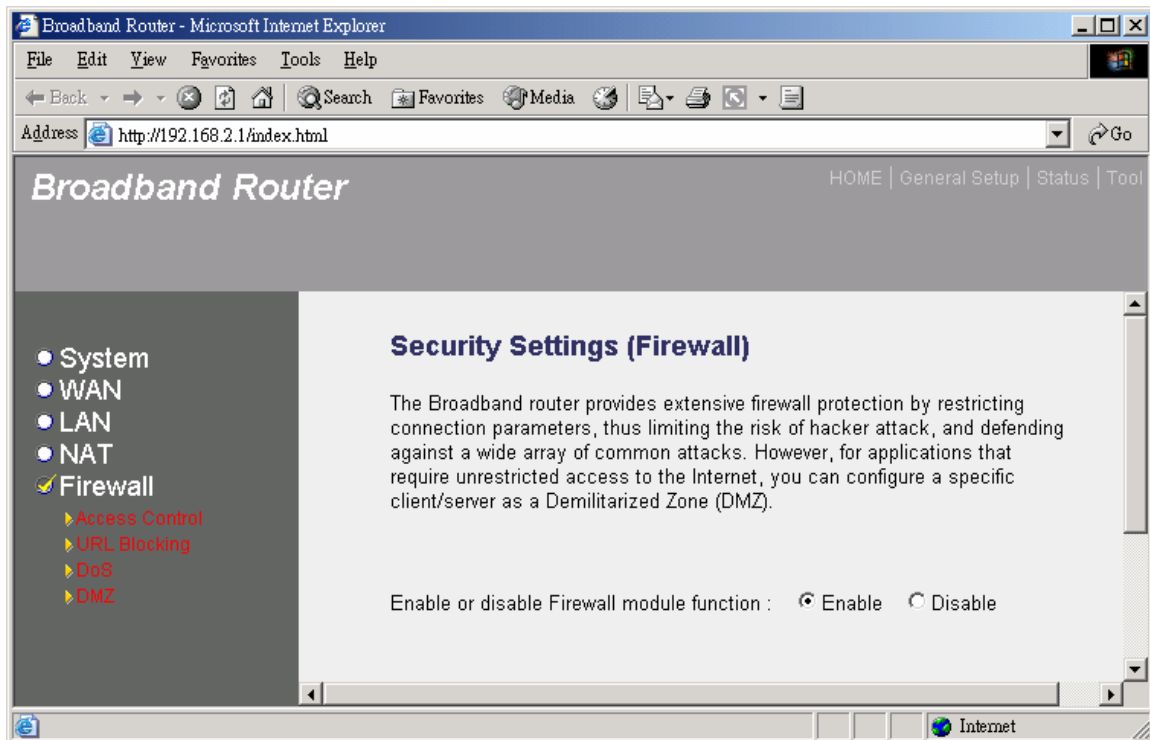 Broadband Router - Microsoft Internet Explorer
File Edit View Favorites Tools Help
Back Search Favorites Media
Address http://192.168.2.1/index.html Go
Broadband Router
HOME | General Setup | Status | Tool
System
WAN
LAN
NAT
Firewall
Access Control
URL Blocking
DoS
DMZ
Security Settings (Firewall)
The Broadband router provides extensive firewall protection by restricting
connection parameters, thus limiting the risk of hacker attack, and defending
against a wide array of common attacks. However, for applications that
require unrestricted access to the Internet, you can configure a specific
client/server as a Demilitarized Zone (DMZ).
Enable or disable Firewall module function : Enable Disable
Internet